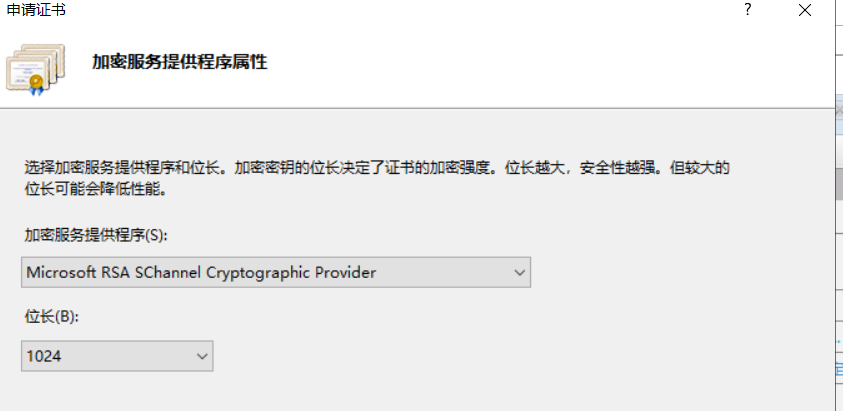 申请证书
?
加密服务提供程序属性
选择加密服务提供程序和位长。加密密钥的位长决定了证书的加密强度。位长越大，安全性越强。但较大的
位长可能会降低性能。
加密服务提供程序(S):
Microsoft RSA SChannel Cryptographic Provider
位长(B):
1024